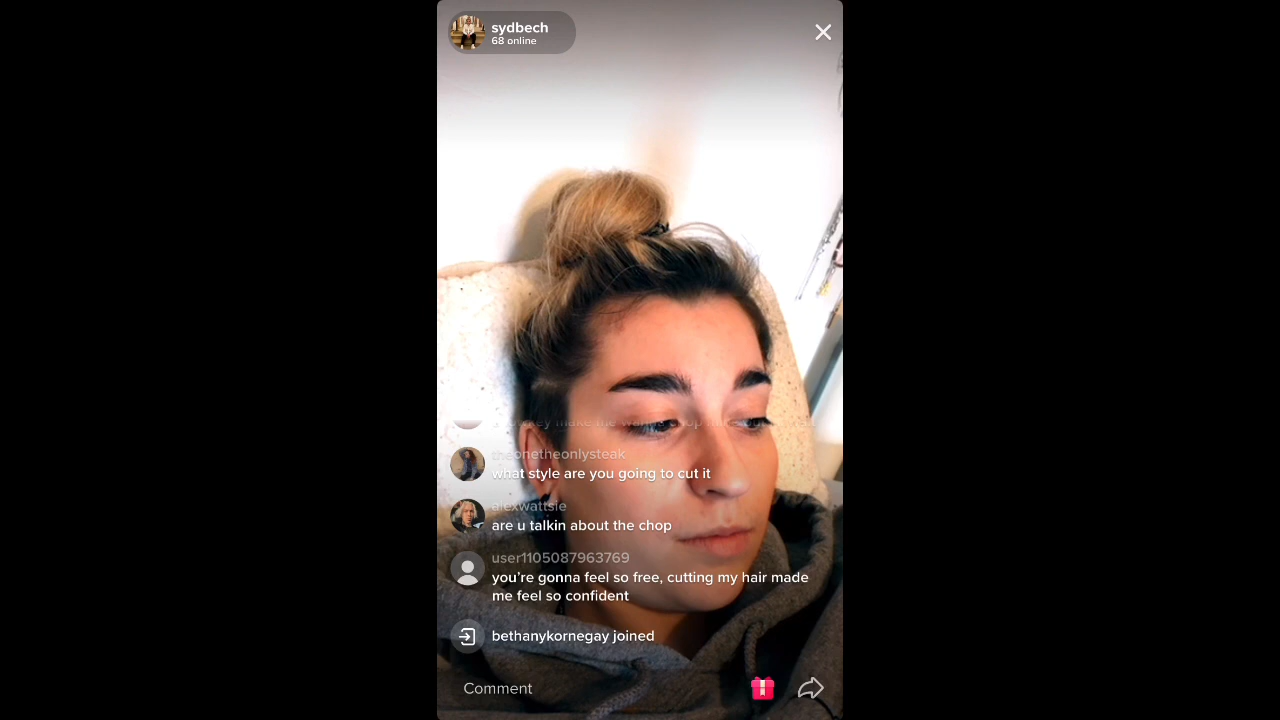 sydbech
68 online
theonetheonlysteak
what style are you going to cut it
alexwattsie
are u talkin about the chop
user1105087963769
you're gonna feel so free, cutting my hair made
me feel so confident
bethanykornegay joined
Comment